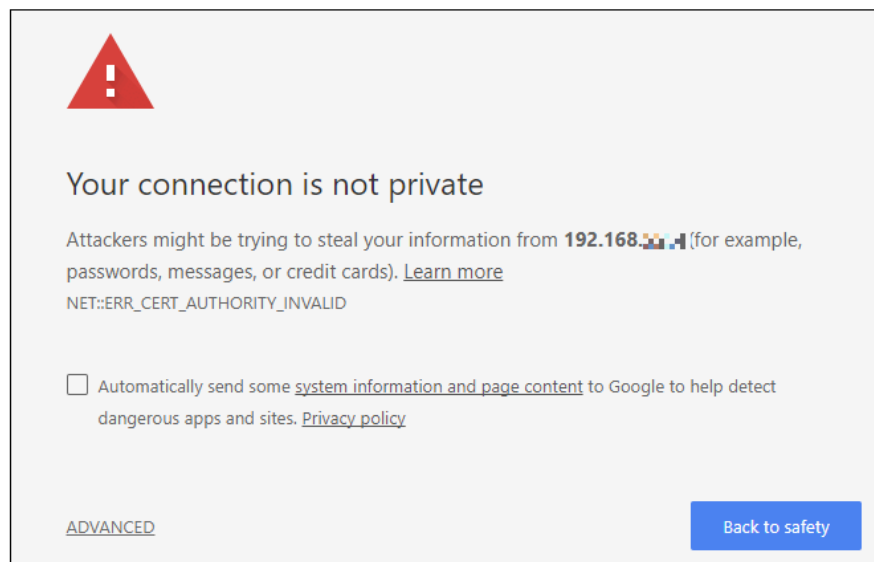 Your connection is not private
Attackers might be trying to steal your information from 192.168. (for example,
passwords, messages, or credit cards). Learn more
NET::ERR_CERT_AUTHORITY_INVALID
Automatically send some system information and page content to Google to help detect
dangerous apps and sites. Privacy policy
ADVANCED
Back to safety